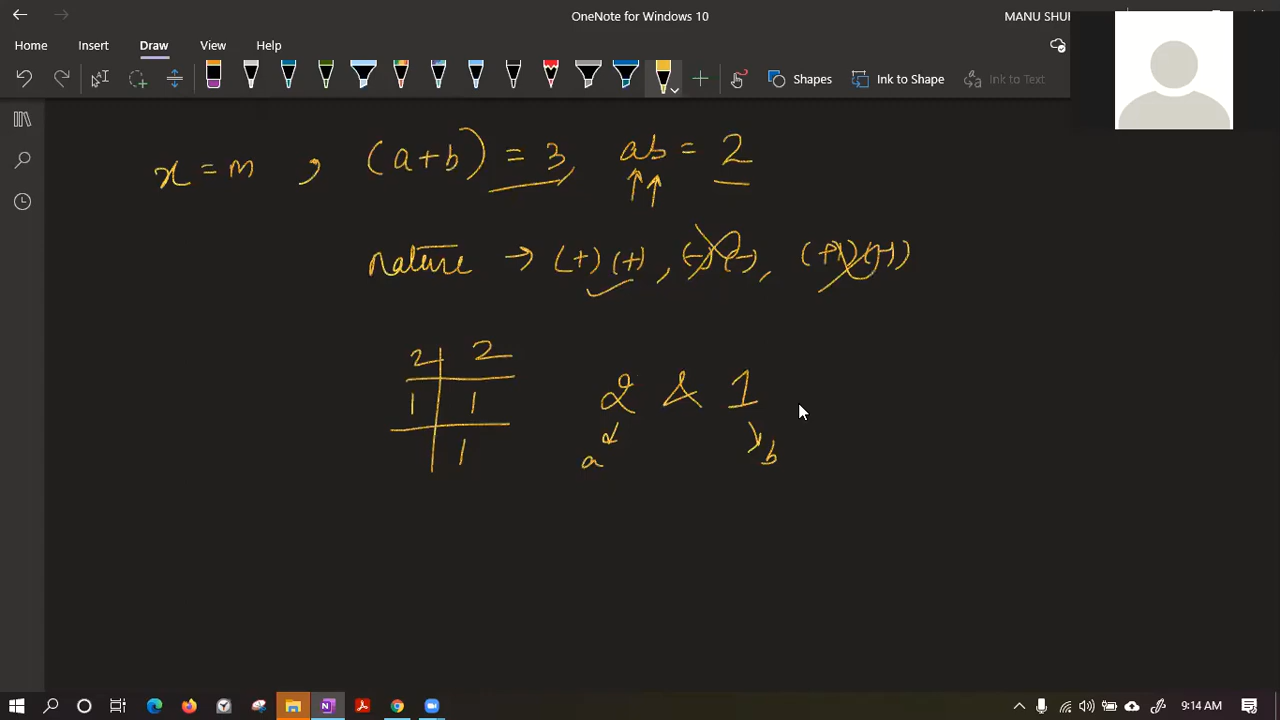 OneNote for Windows 10
MANU SHUK
Home Insert Draw View Help
Shapes Ink to Shape Ink to Text
x = m , (a+b) = 3, ab = 2
nature → (+)(+), (-)(-), (+)(-)
2 | 2
1 | 1
1
2 & 1
a b
9:14 AM